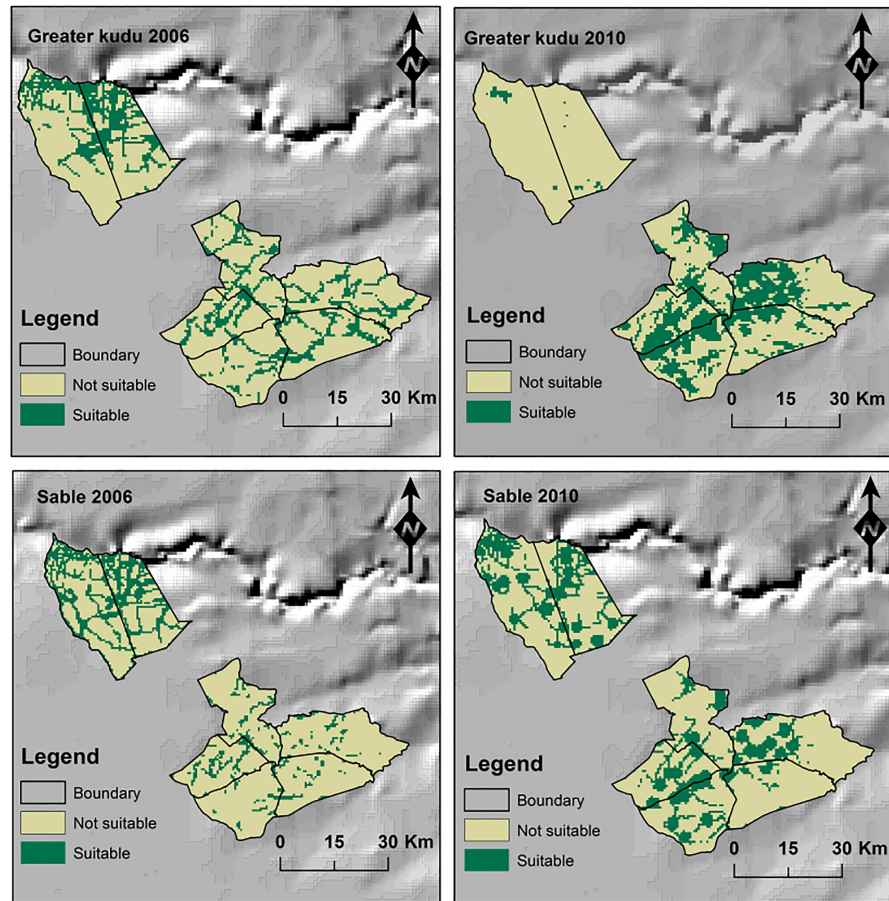 Greater kudu 2006
N
Legend
Boundary
Not suitable
Suitable
0 15 30 Km
Greater kudu 2010
N
Legend
Boundary
Not suitable
Suitable
0 15 30 Km
Sable 2006
N
Legend
Boundary
Not suitable
Suitable
0 15 30 Km
Sable 2010
N
Legend
Boundary
Not suitable
Suitable
0 15 30 Km